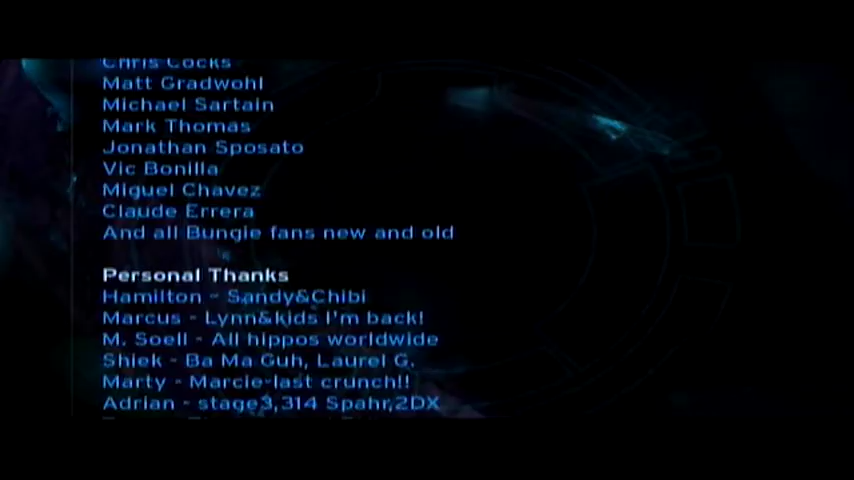 Chris Cocks
Matt Gradwohl
Michael Sartain
Mark Thomas
Jonathan Sposato
Vic Bonilla
Miguel Chavez
Claude Errera
And all Bungie fans new and old
Personal Thanks
Hamilton - Sandy&Chibi
Marcus - Lynn&kids I'm back!
M. Soell - All hippos worldwide
Shiek - Ba Ma Guh, Laurel G.
Marty - Marcie-last crunch!!
Adrian - stage3,314 Spahr,2DX